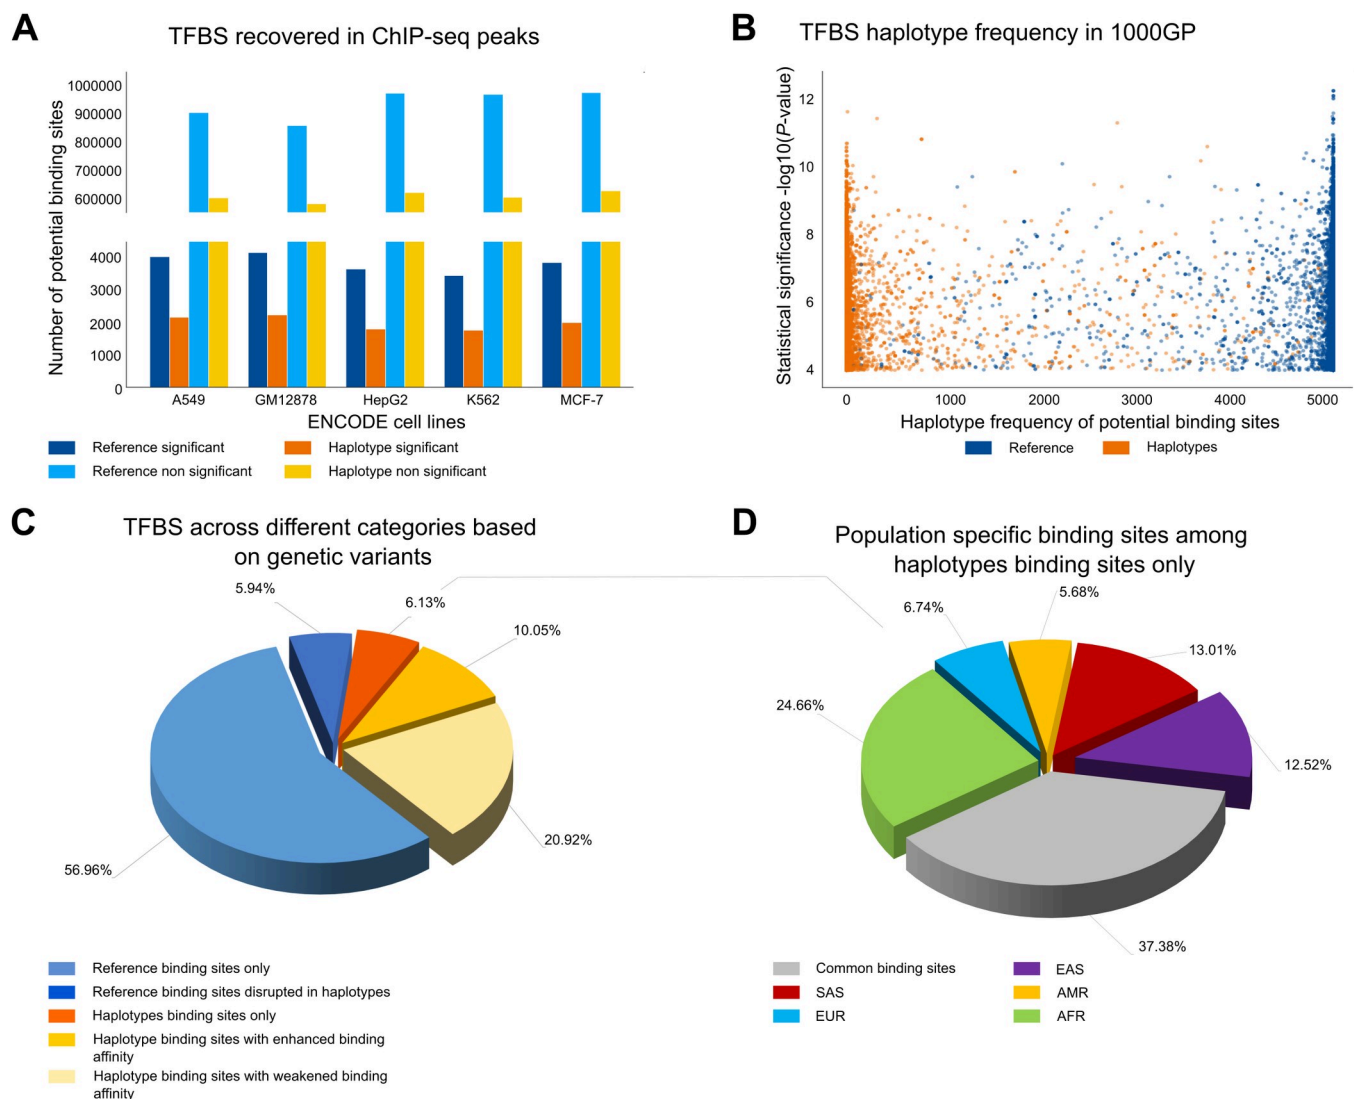 A
TFBS recovered in ChIP-seq peaks
Number of potential binding sites
1000000
900000
800000
700000
600000
4000
3000
2000
1000
0
A549
GM12878
HepG2
K562
MCF-7
ENCODE cell lines
Reference significant
Haplotype significant
Reference non significant
Haplotype non significant
B
TFBS haplotype frequency in 1000GP
Statistical significance -log10(P-value)
12
10
8
6
4
0
1000
2000
3000
4000
5000
Haplotype frequency of potential binding sites
Reference
Haplotypes
C
TFBS across different categories based
on genetic variants
5.94%
6.13%
10.05%
20.92%
56.96%
Reference binding sites only
Reference binding sites disrupted in haplotypes
Haplotypes binding sites only
Haplotype binding sites with enhanced binding
affinity
Haplotype binding sites with weakened binding
affinity
D
Population specific binding sites among
haplotypes binding sites only
6.74%
5.68%
13.01%
24.66%
12.52%
37.38%
Common binding sites
EAS
SAS
AMR
EUR
AFR